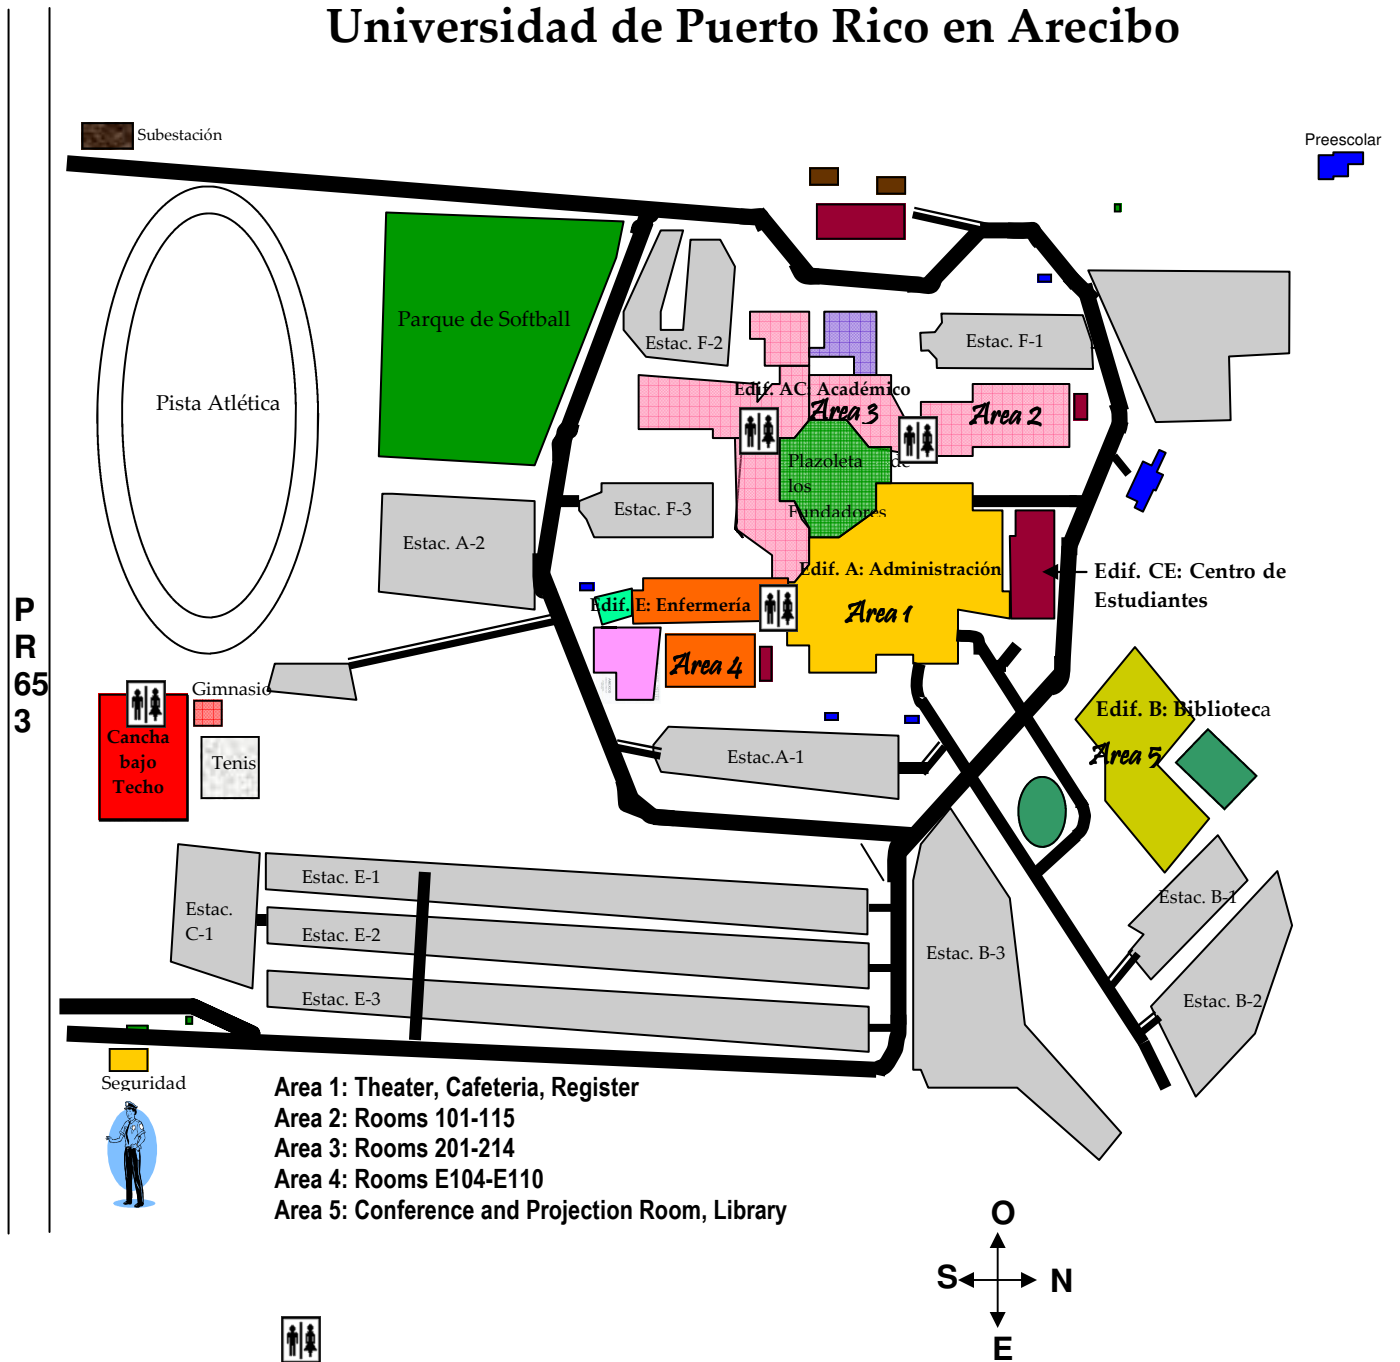 Universidad de Puerto Rico en Arecibo
Subestación
Preescolar
Parque de Softball
Estac. F-2
Estac. F-1
Pista Atlética
Edif. AC: Académico
Area 3
Area 2
Plazoleta de
los
Fundadores
Estac. F-3
Estac. A-2
Edif. A: Administración
Edif. CE: Centro de
Estudiantes
P
R
65
3
Edif. E: Enfermería
Area 1
Area 4
Gimnasio
Edif. B: Biblioteca
Cancha
bajo
Techo
Tenis
Estac.A-1
Area 5
Estac. E-1
Estac.
C-1
Estac. E-2
Estac. B-1
Estac. B-3
Estac. E-3
Estac. B-2
Seguridad
Area 1: Theater, Cafeteria, Register
Area 2: Rooms 101-115
Area 3: Rooms 201-214
Area 4: Rooms E104-E110
Area 5: Conference and Projection Room, Library
O
S
N
E